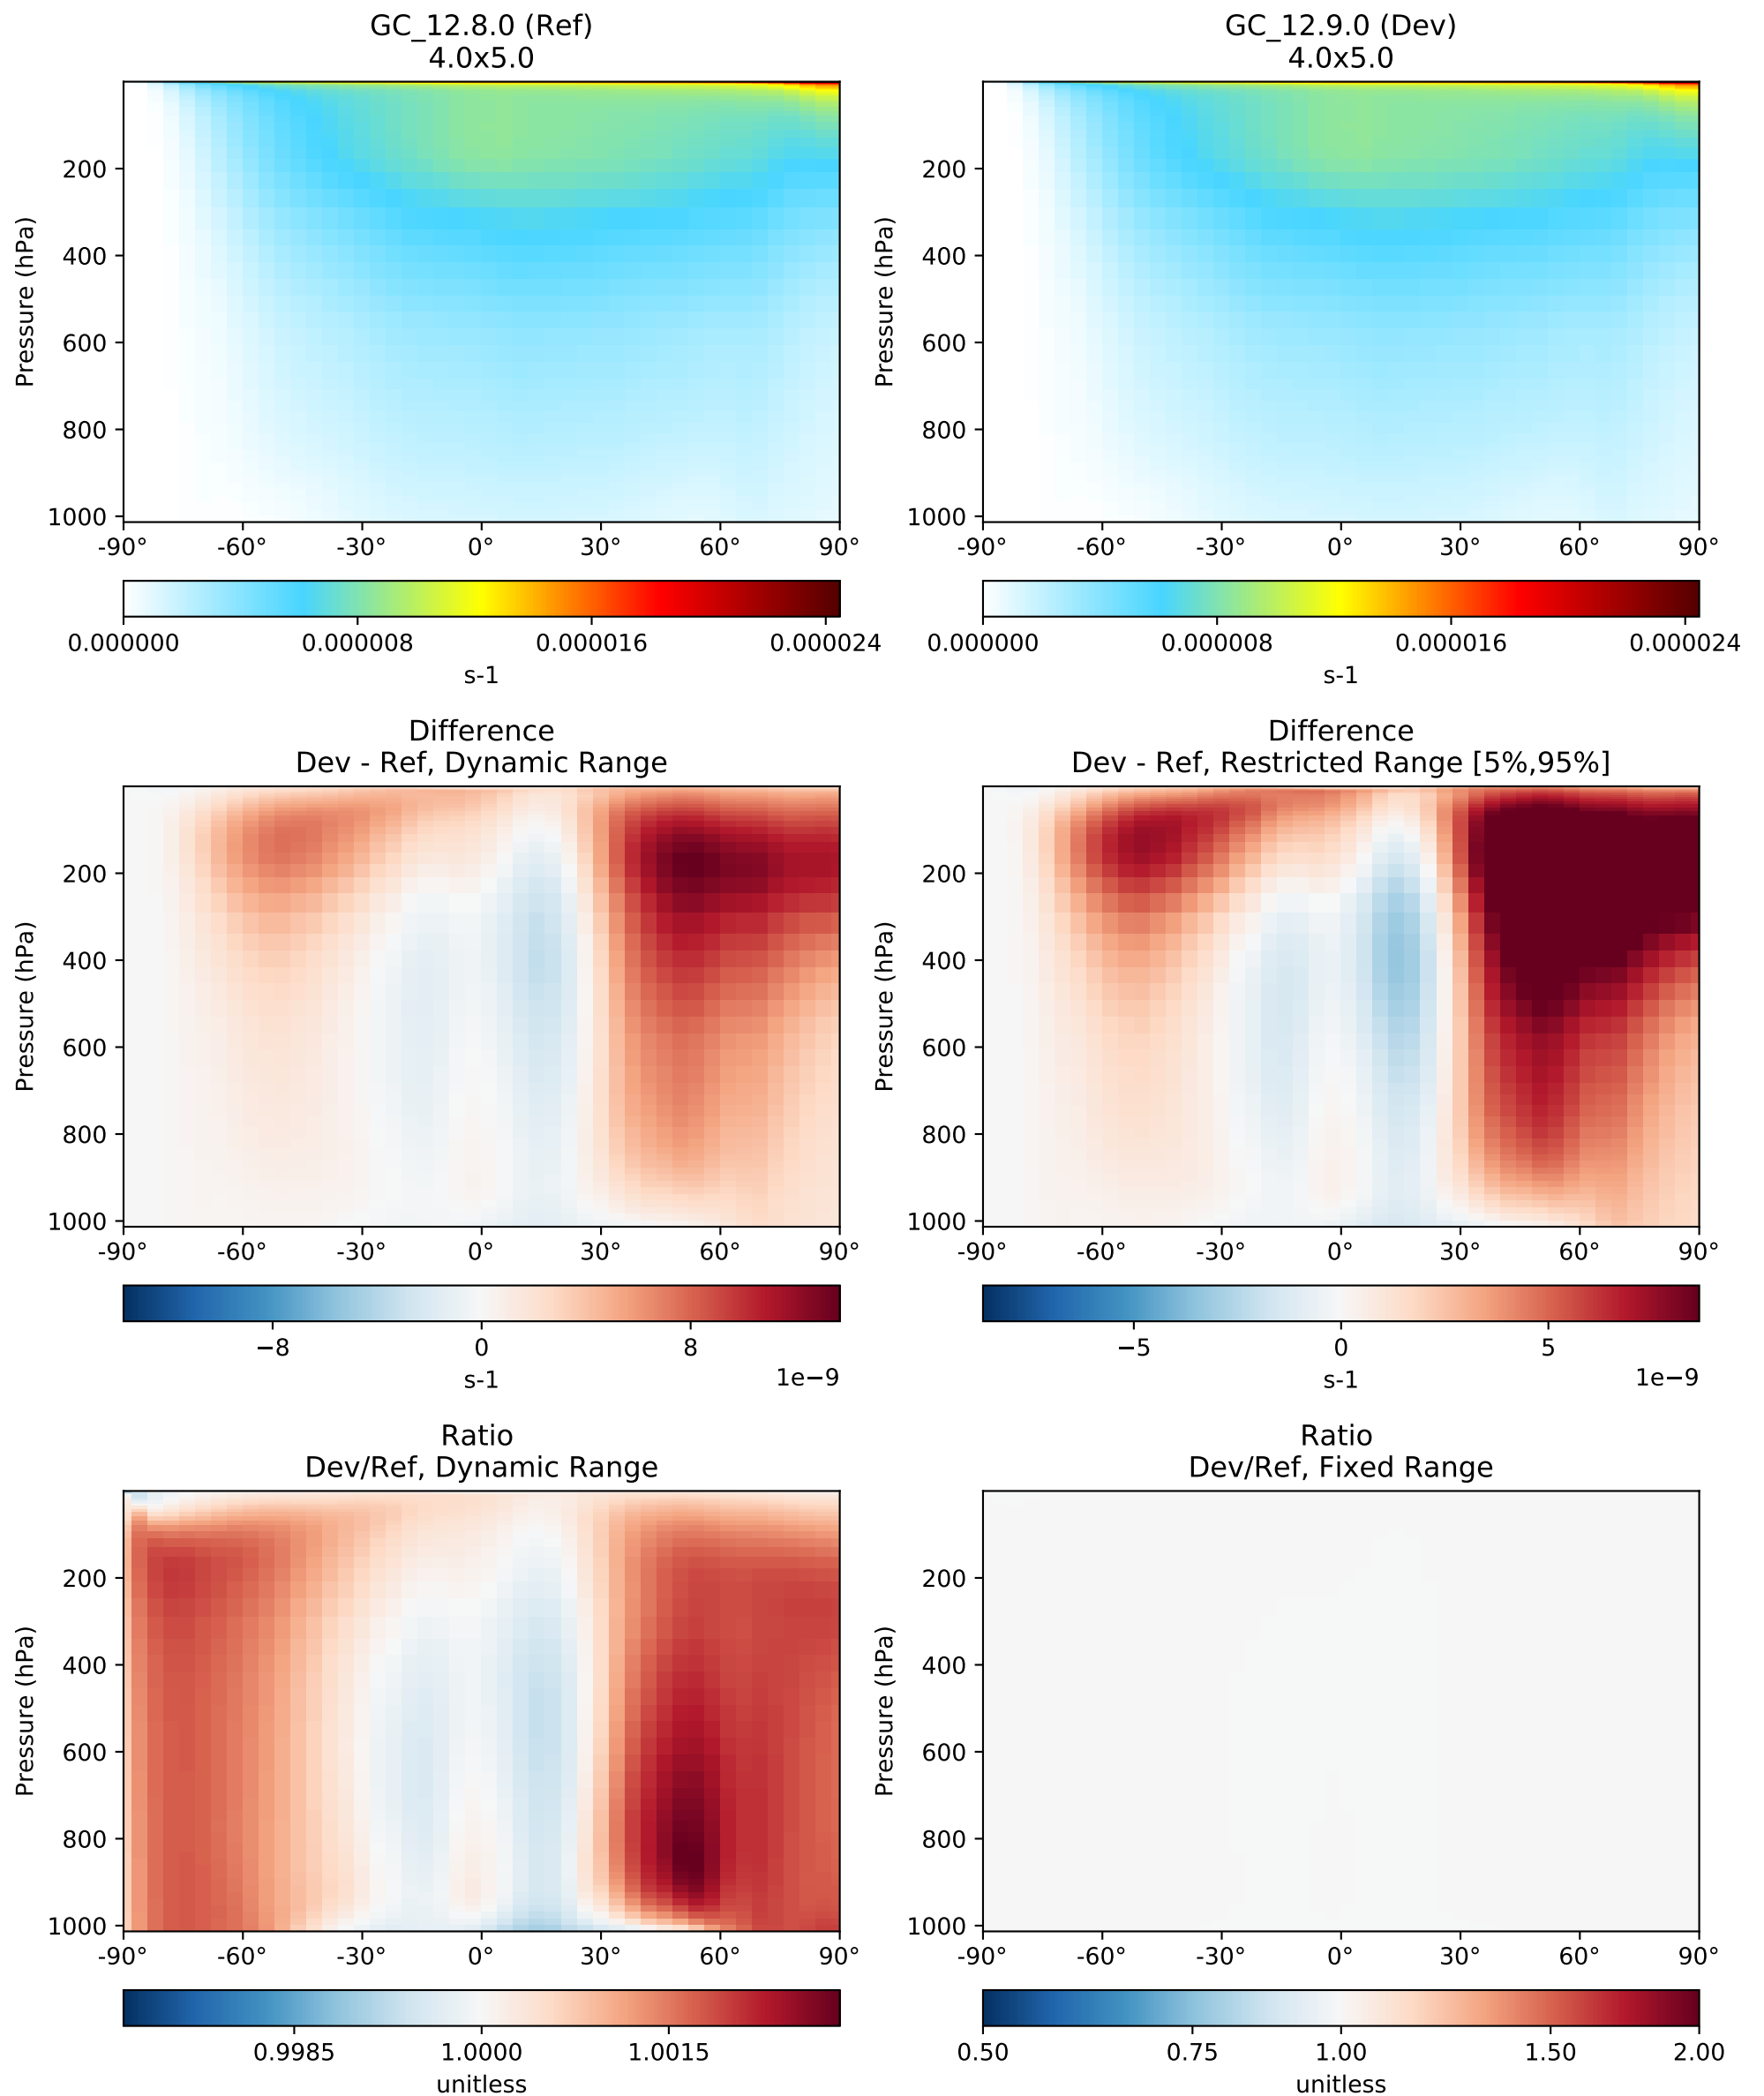 GC_12.8.0 (Ref)
4.0x5.0
Pressure (hPa)
200
400
600
800
1000
-90° -60° -30° 0° 30° 60° 90°
0.000000 0.000008 0.000016 0.000024
s-1
GC_12.9.0 (Dev)
4.0x5.0
Pressure (hPa)
200
400
600
800
1000
-90° -60° -30° 0° 30° 60° 90°
0.000000 0.000008 0.000016 0.000024
s-1
Difference
Dev - Ref, Dynamic Range
Pressure (hPa)
200
400
600
800
1000
-90° -60° -30° 0° 30° 60° 90°
−8 0 8
s-1 1e−9
Difference
Dev - Ref, Restricted Range [5%,95%]
Pressure (hPa)
200
400
600
800
1000
-90° -60° -30° 0° 30° 60° 90°
−5 0 5
s-1 1e−9
Ratio
Dev/Ref, Dynamic Range
Pressure (hPa)
200
400
600
800
1000
-90° -60° -30° 0° 30° 60° 90°
0.9985 1.0000 1.0015
unitless
Ratio
Dev/Ref, Fixed Range
Pressure (hPa)
200
400
600
800
1000
-90° -60° -30° 0° 30° 60° 90°
0.50 0.75 1.00 1.50 2.00
unitless